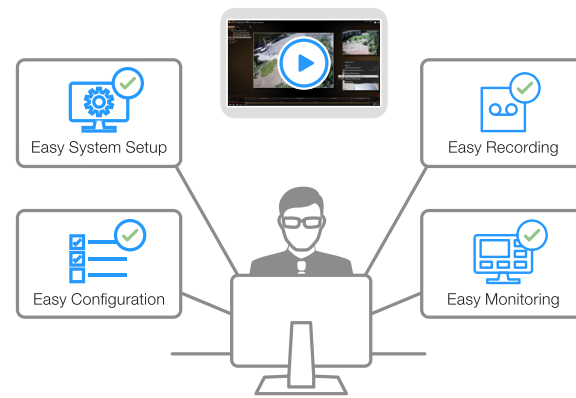 Easy System Setup
Easy Recording
Easy Configuration
Easy Monitoring